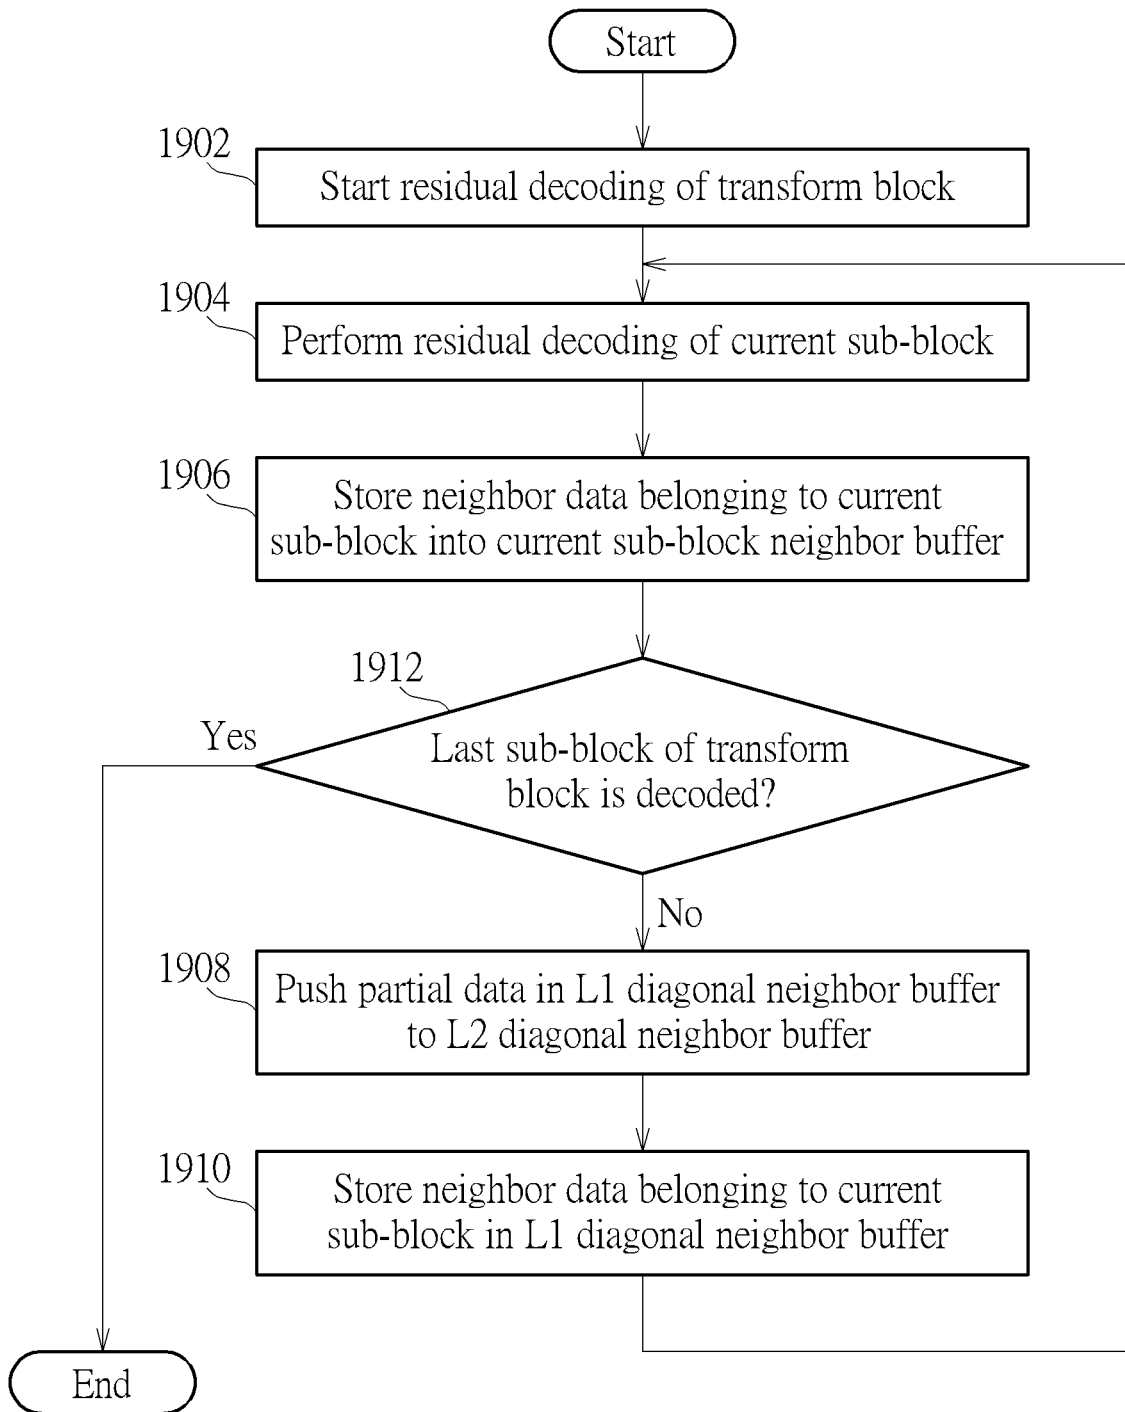 Start
1902
Start residual decoding of transform block
1904
Perform residual decoding of current sub-block
1906
Store neighbor data belonging to current
sub-block into current sub-block neighbor buffer
1912
Yes
Last sub-block of transform
block is decoded?
No
1908
Push partial data in L1 diagonal neighbor buffer
to L2 diagonal neighbor buffer
1910
Store neighbor data belonging to current
sub-block in L1 diagonal neighbor buffer
End